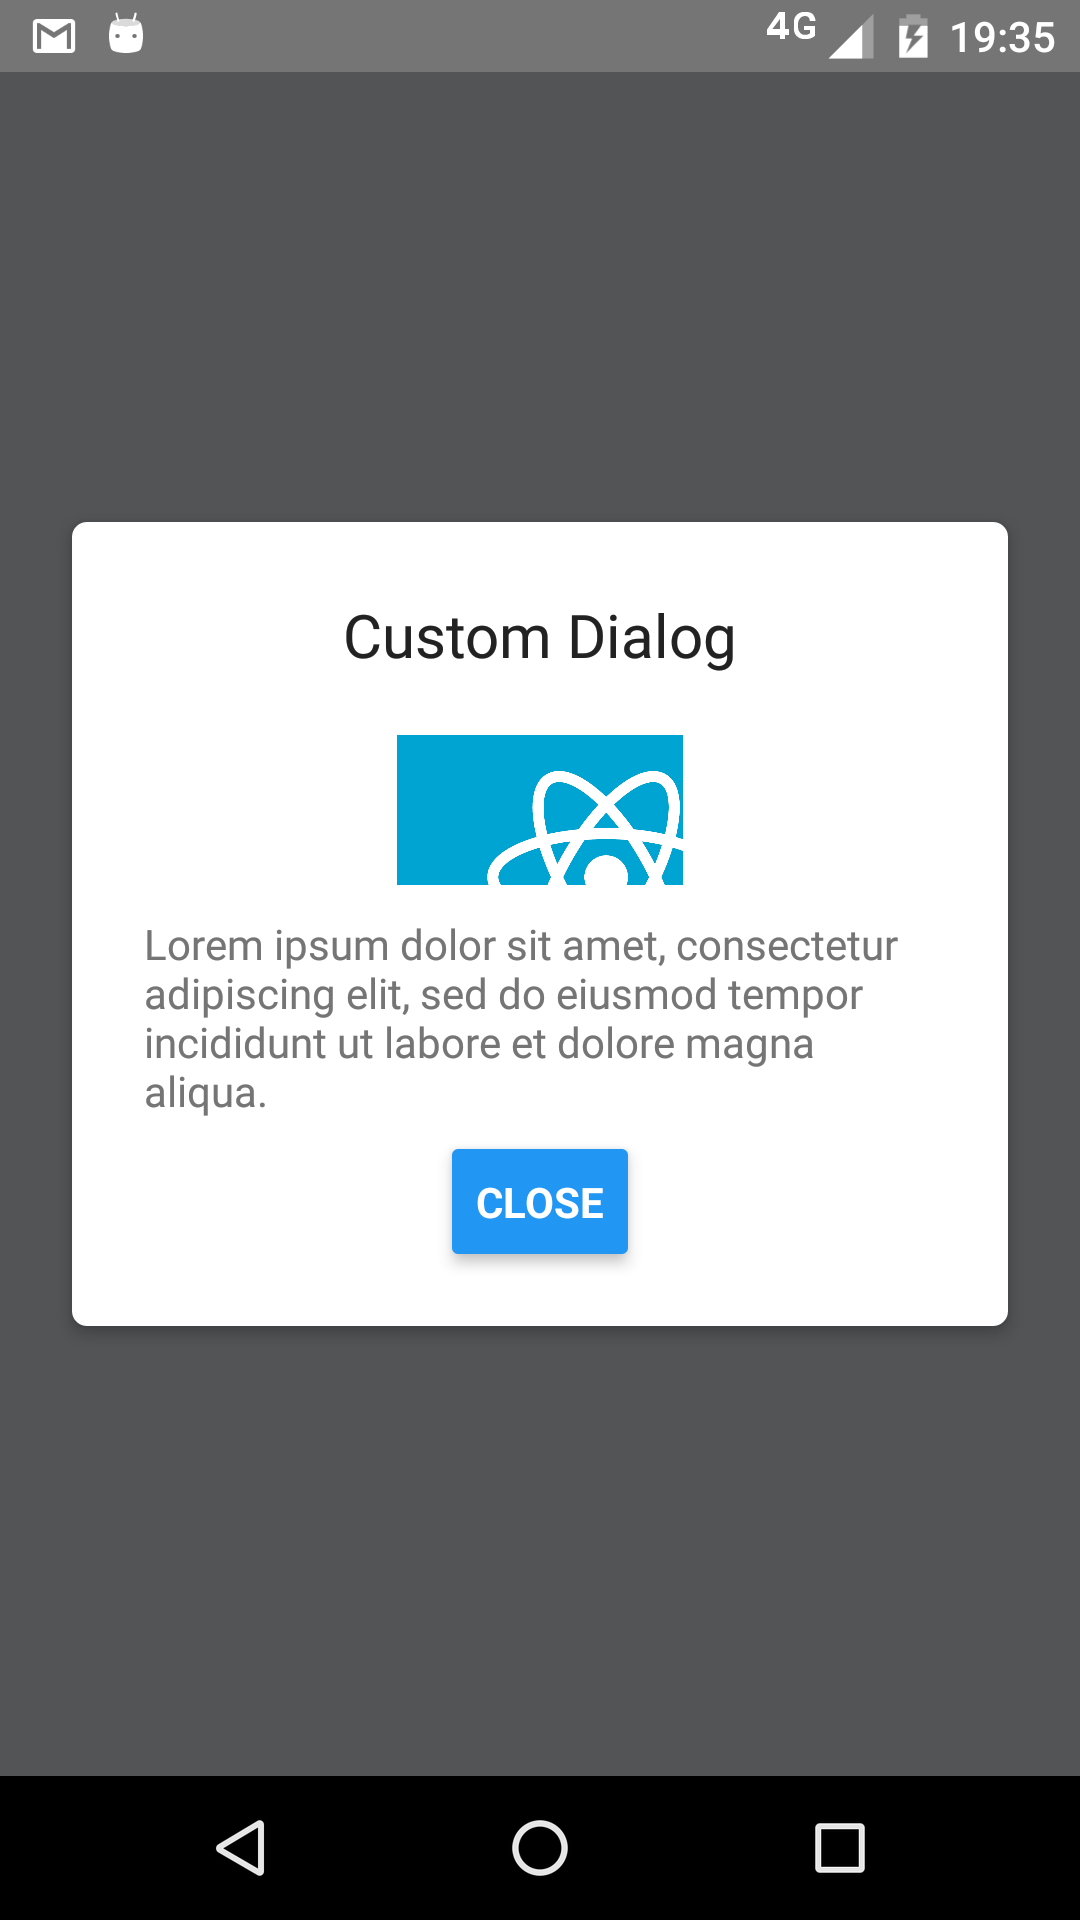 4G 19:35
Custom Dialog
Lorem ipsum dolor sit amet, consectetur
adipiscing elit, sed do eiusmod tempor
incididunt ut labore et dolore magna
aliqua.
CLOSE